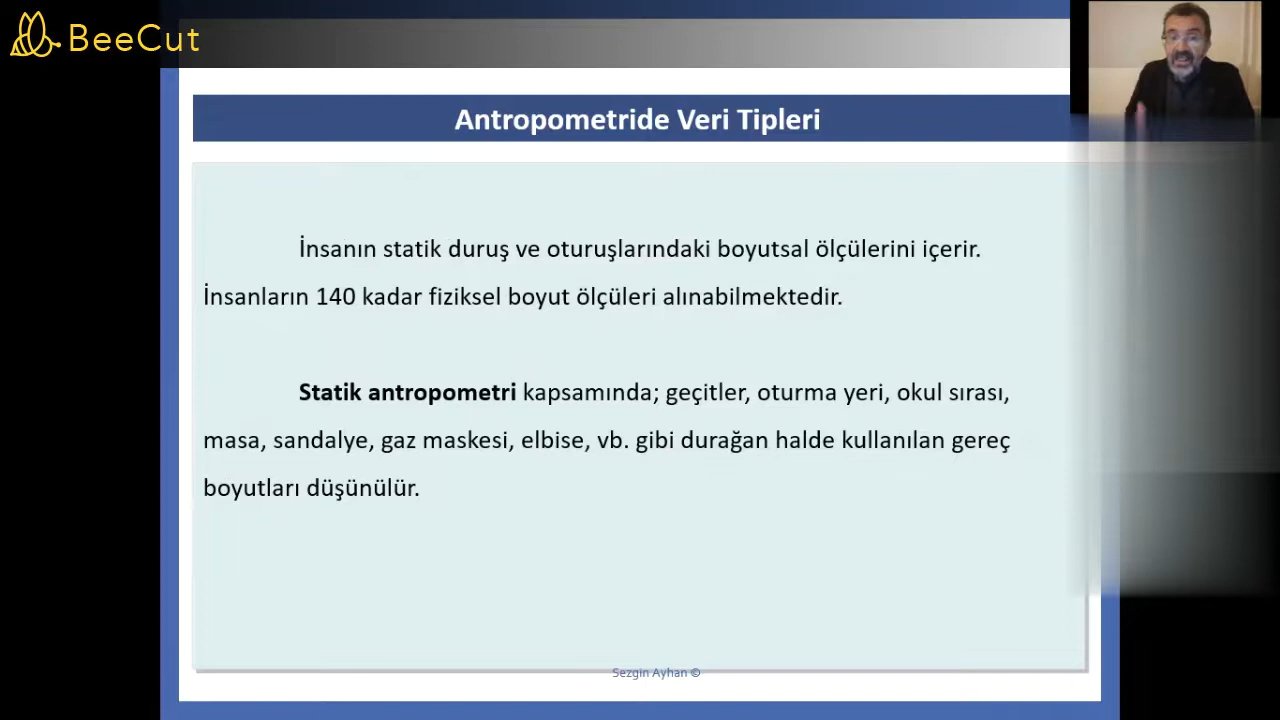 BeeCut
Antropometride Veri Tipleri
İnsanın statik duruş ve oturuşlarındaki boyutsal ölçülerini içerir.
İnsanların 140 kadar fiziksel boyut ölçüleri alınabilmektedir.
Statik antropometri kapsamında; geçitler, oturma yeri, okul sırası,
masa, sandalye, gaz maskesi, elbise, vb. gibi durağan halde kullanılan gereç
boyutları düşünülür.
Sezgin Ayhan ©